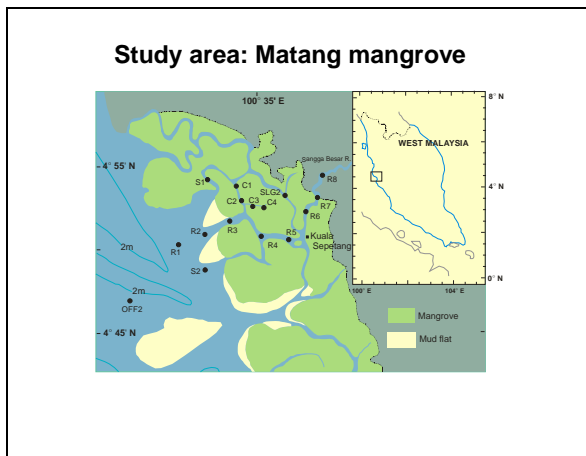 Study area: Matang mangrove
100° 35' E
8° N
4° 55' N
Sangga Besar R.
WEST MALAYSIA
R8
S1
C1
SLG2
R7
C2
C3
C4
R6
4° N
R2
R3
R4
R5
Kuala
Sepetang
2m
R1
S2
0° N
100° E
104° E
2m
OFF2
Mangrove
4° 45' N
Mud flat